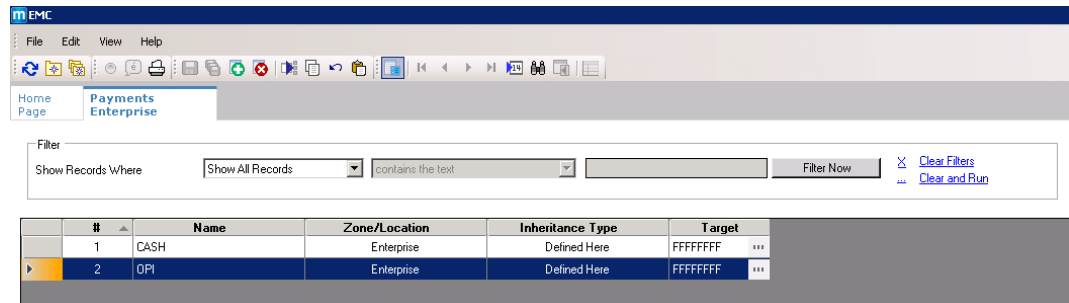 m EMC
File Edit View Help
14
Home Page
Payments Enterprise
Filter
Show Records Where Show All Records contains the text Filter Now X Clear Filters
... Clear and Run
# Name Zone/Location Inheritance Type Target
1 CASH Enterprise Defined Here FFFFFFFF ...
2 OPI Enterprise Defined Here FFFFFFFF ...